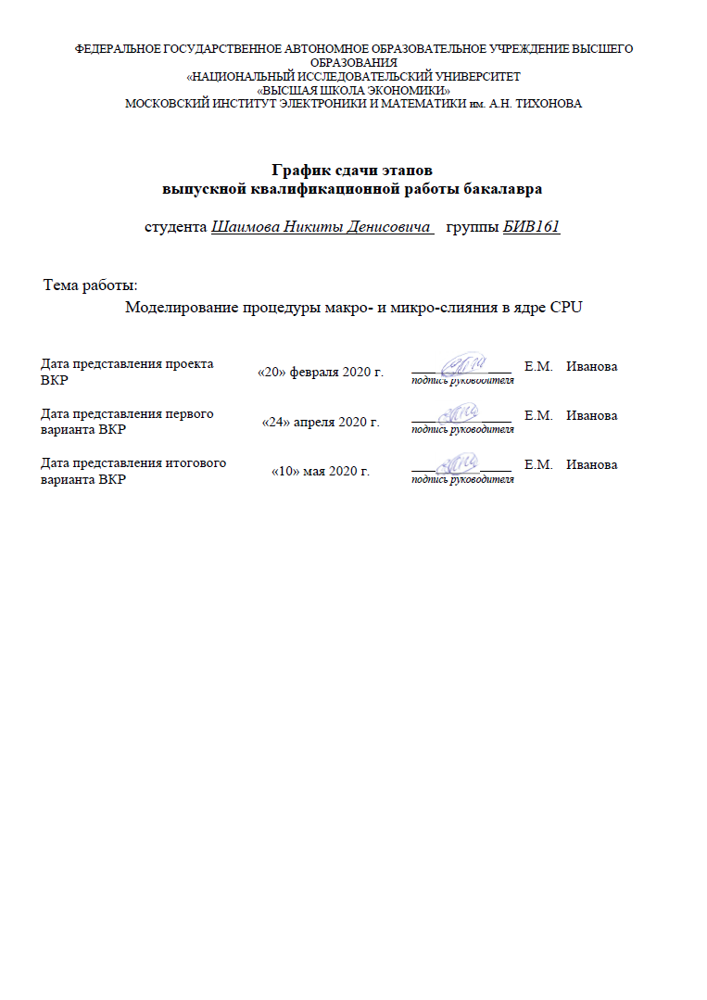 ФЕДЕРАЛЬНОЕ ГОСУДАРСТВЕННОЕ АВТОНОМНОЕ ОБРАЗОВАТЕЛЬНОЕ УЧРЕЖДЕНИЕ ВЫСШЕГО
ОБРАЗОВАНИЯ
«НАЦИОНАЛЬНЫЙ ИССЛЕДОВАТЕЛЬСКИЙ УНИВЕРСИТЕТ
«ВЫСШАЯ ШКОЛА ЭКОНОМИКИ»
МОСКОВСКИЙ ИНСТИТУТ ЭЛЕКТРОНИКИ И МАТЕМАТИКИ им. А.Н. ТИХОНОВА
График сдачи этапов
выпускной квалификационной работы бакалавра
студента Шаимова Никиты Денисовича группы БИВ161
Тема работы:
Моделирование процедуры макро- и микро-слияния в ядре CPU
Дата представления проекта
ВКР
«20» февраля 2020 г.
Е.М. Иванова
подпись руководителя
Дата представления первого
варианта ВКР
«24» апреля 2020 г.
Е.М. Иванова
подпись руководителя
Дата представления итогового
варианта ВКР
«10» мая 2020 г.
Е.М. Иванова
подпись руководителя